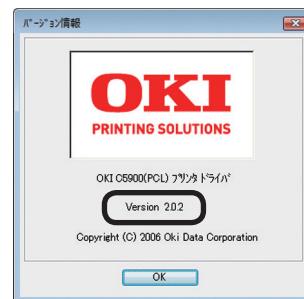 ﾊﾞｰｼﾞｮﾝ情報
OKI
PRINTING SOLUTIONS
OKI C5900(PCL) ﾌﾟﾘﾝﾀ ﾄﾞﾗｲﾊﾞ
Version 2.0.2
Copyright (C) 2006 Oki Data Corporation
OK